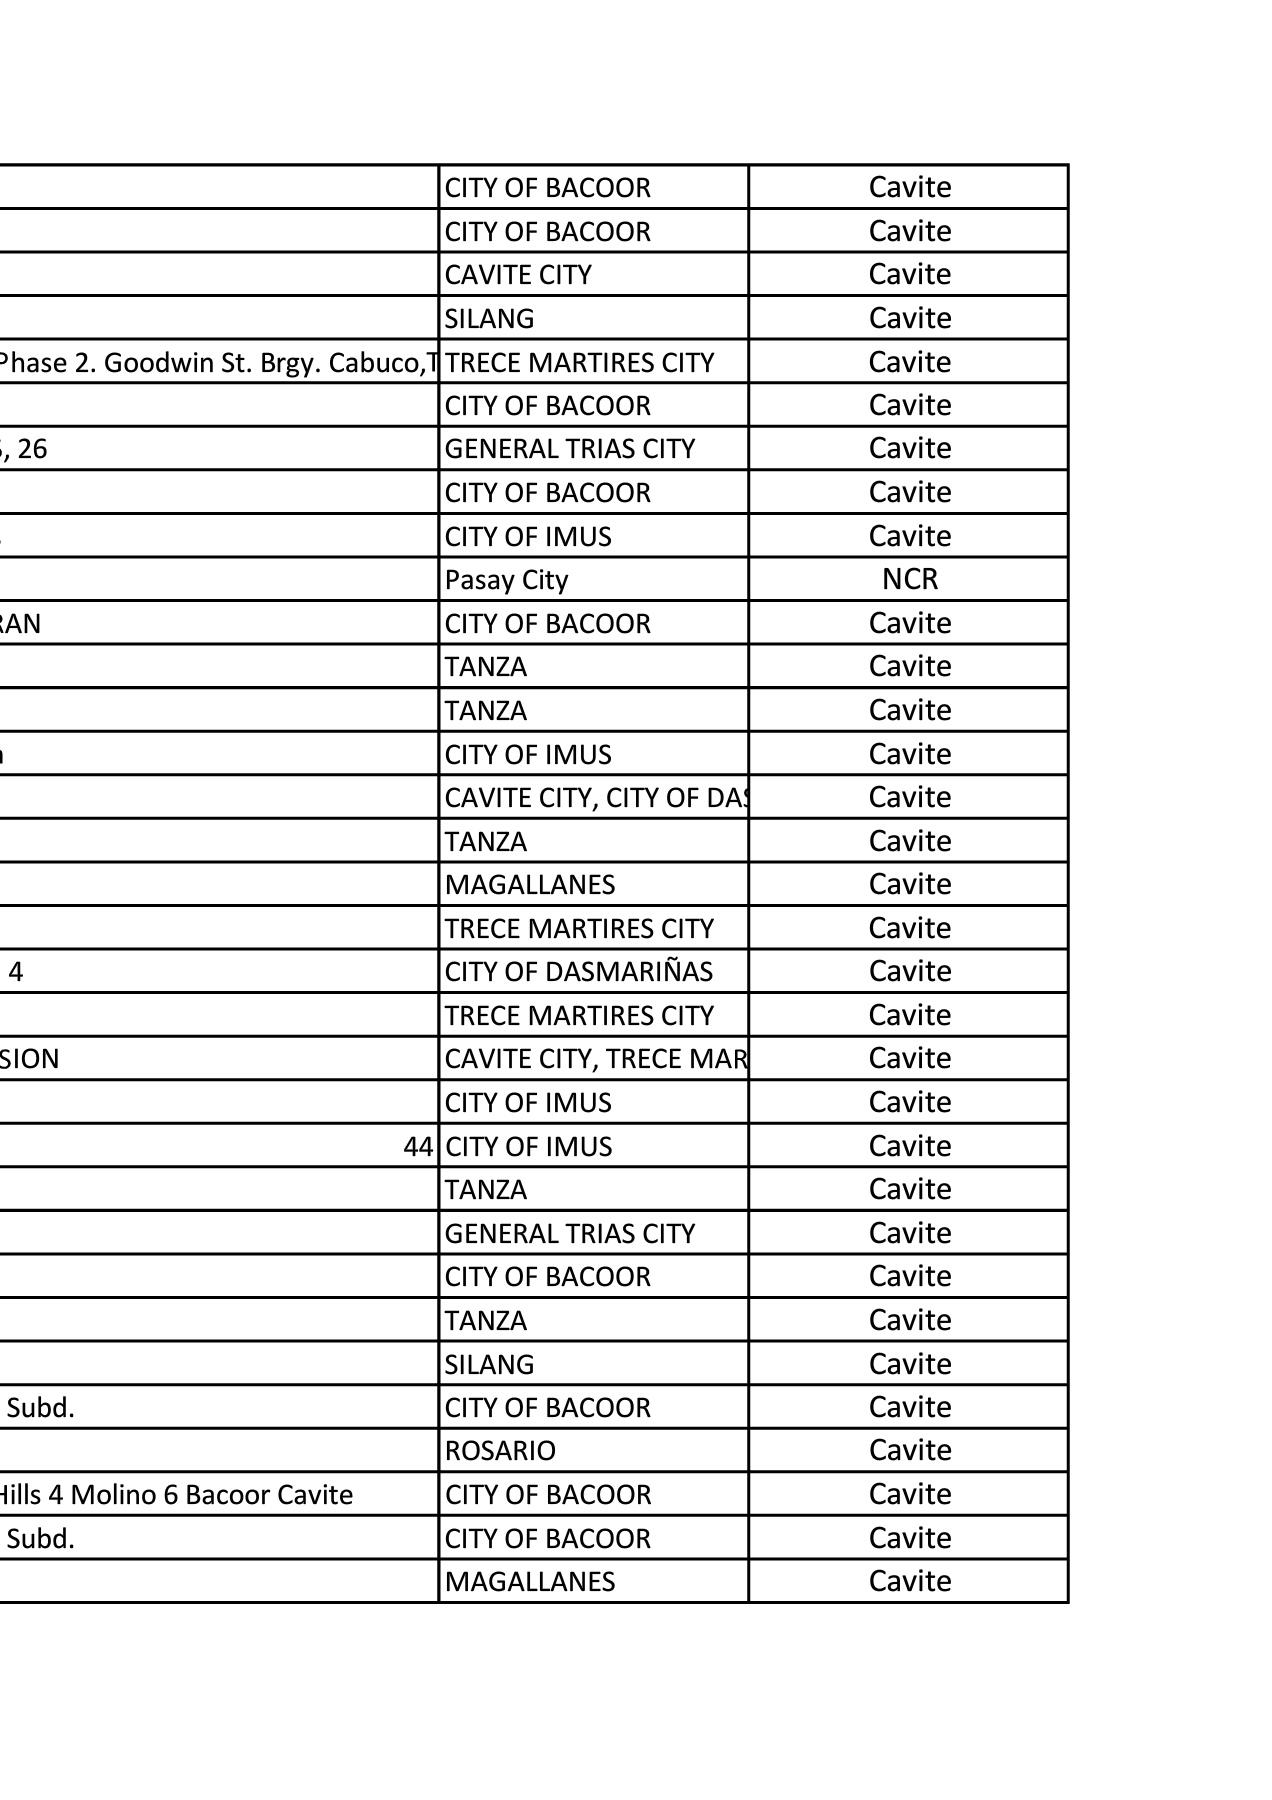 CITY OF BACOOR Cavite
CITY OF BACOOR Cavite
CAVITE CITY Cavite
SILANG Cavite
Phase 2. Goodwin St. Brgy. Cabuco,T TRECE MARTIRES CITY Cavite
CITY OF BACOOR Cavite
, 26 GENERAL TRIAS CITY Cavite
CITY OF BACOOR Cavite
CITY OF IMUS Cavite
Pasay City NCR
RAN CITY OF BACOOR Cavite
TANZA Cavite
TANZA Cavite
CITY OF IMUS Cavite
CAVITE CITY, CITY OF DAS Cavite
TANZA Cavite
MAGALLANES Cavite
TRECE MARTIRES CITY Cavite
4 CITY OF DASMARIÑAS Cavite
TRECE MARTIRES CITY Cavite
SION CAVITE CITY, TRECE MAR Cavite
CITY OF IMUS Cavite
44 CITY OF IMUS Cavite
TANZA Cavite
GENERAL TRIAS CITY Cavite
CITY OF BACOOR Cavite
TANZA Cavite
SILANG Cavite
Subd. CITY OF BACOOR Cavite
ROSARIO Cavite
Hills 4 Molino 6 Bacoor Cavite CITY OF BACOOR Cavite
Subd. CITY OF BACOOR Cavite
MAGALLANES Cavite